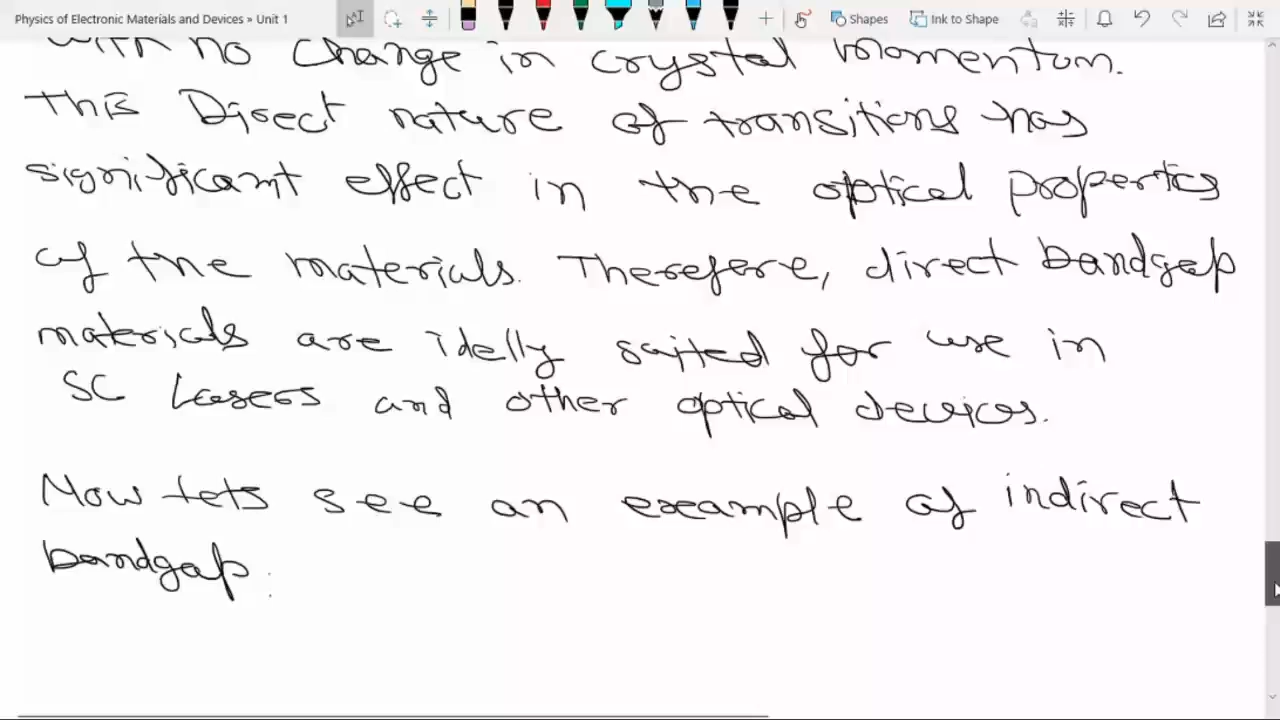 Physics of Electronic Materials and Devices » Unit 1
Shapes
Ink to Shape
with no change in crystal momentum.
This Direct nature of transitions has
significant effect in the optical properties
of the materials. Therefore, direct bandgap
materials are idelly suited for use in
SC Lasers and other optical devices.
Now lets see an example of indirect
bandgap: